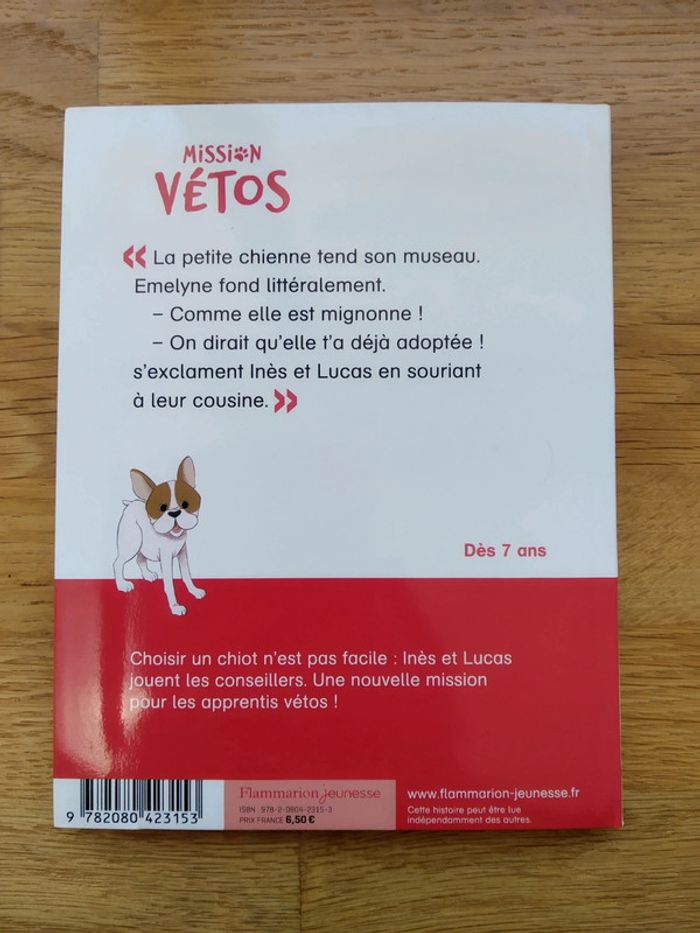 MiSSiON
VÉTOS
« La petite chienne tend son museau.
Emelyne fond littéralement.
– Comme elle est mignonne !
– On dirait qu'elle t'a déjà adoptée !
s'exclament Inès et Lucas en souriant
à leur cousine. »
Dès 7 ans
Choisir un chiot n'est pas facile : Inès et Lucas
jouent les conseillers. Une nouvelle mission
pour les apprentis vétos !
Flammarion jeunesse
ISBN : 978-2-0804-2315-3
PRIX FRANCE 6,50 €
9 782080 423153
www.flammarion-jeunesse.fr
Cette histoire peut être lue
indépendamment des autres.